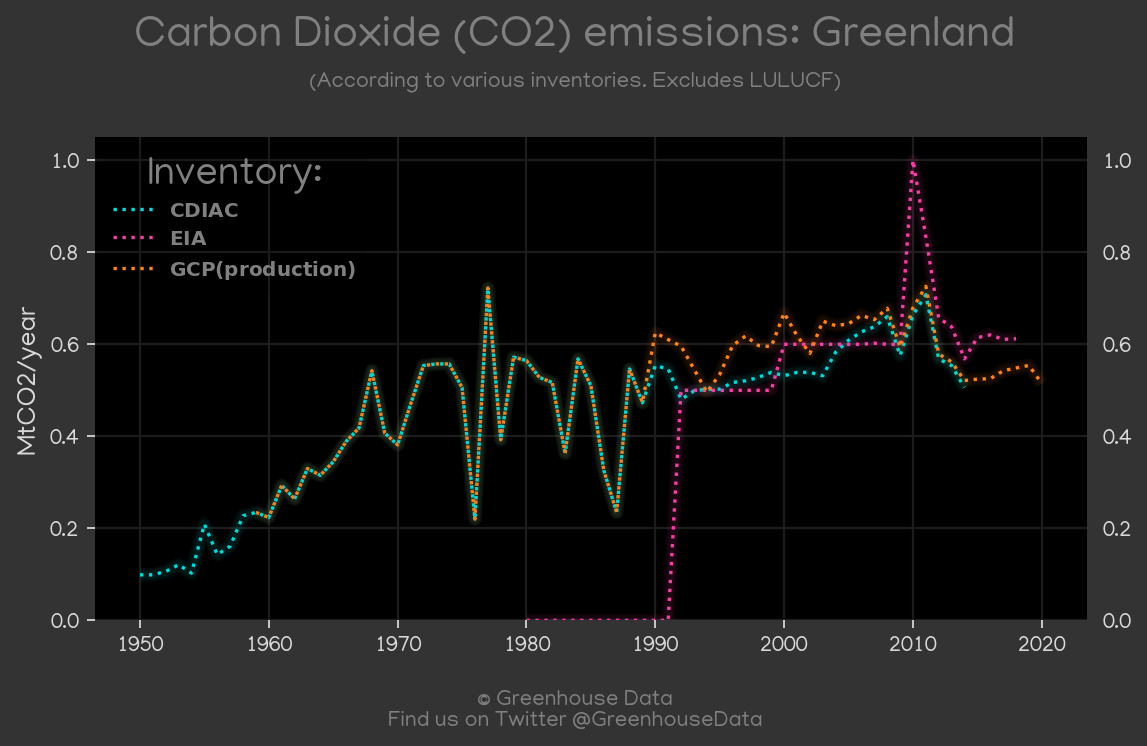 Carbon Dioxide (CO2) emissions: Greenland
(According to various inventories. Excludes LULUCF)
Inventory:
CDIAC
EIA
GCP(production)
MtCO2/year
1.0
0.8
0.6
0.4
0.2
0.0
1.0
0.8
0.6
0.4
0.2
0.0
1950 1960 1970 1980 1990 2000 2010 2020
© Greenhouse Data
Find us on Twitter @GreenhouseData